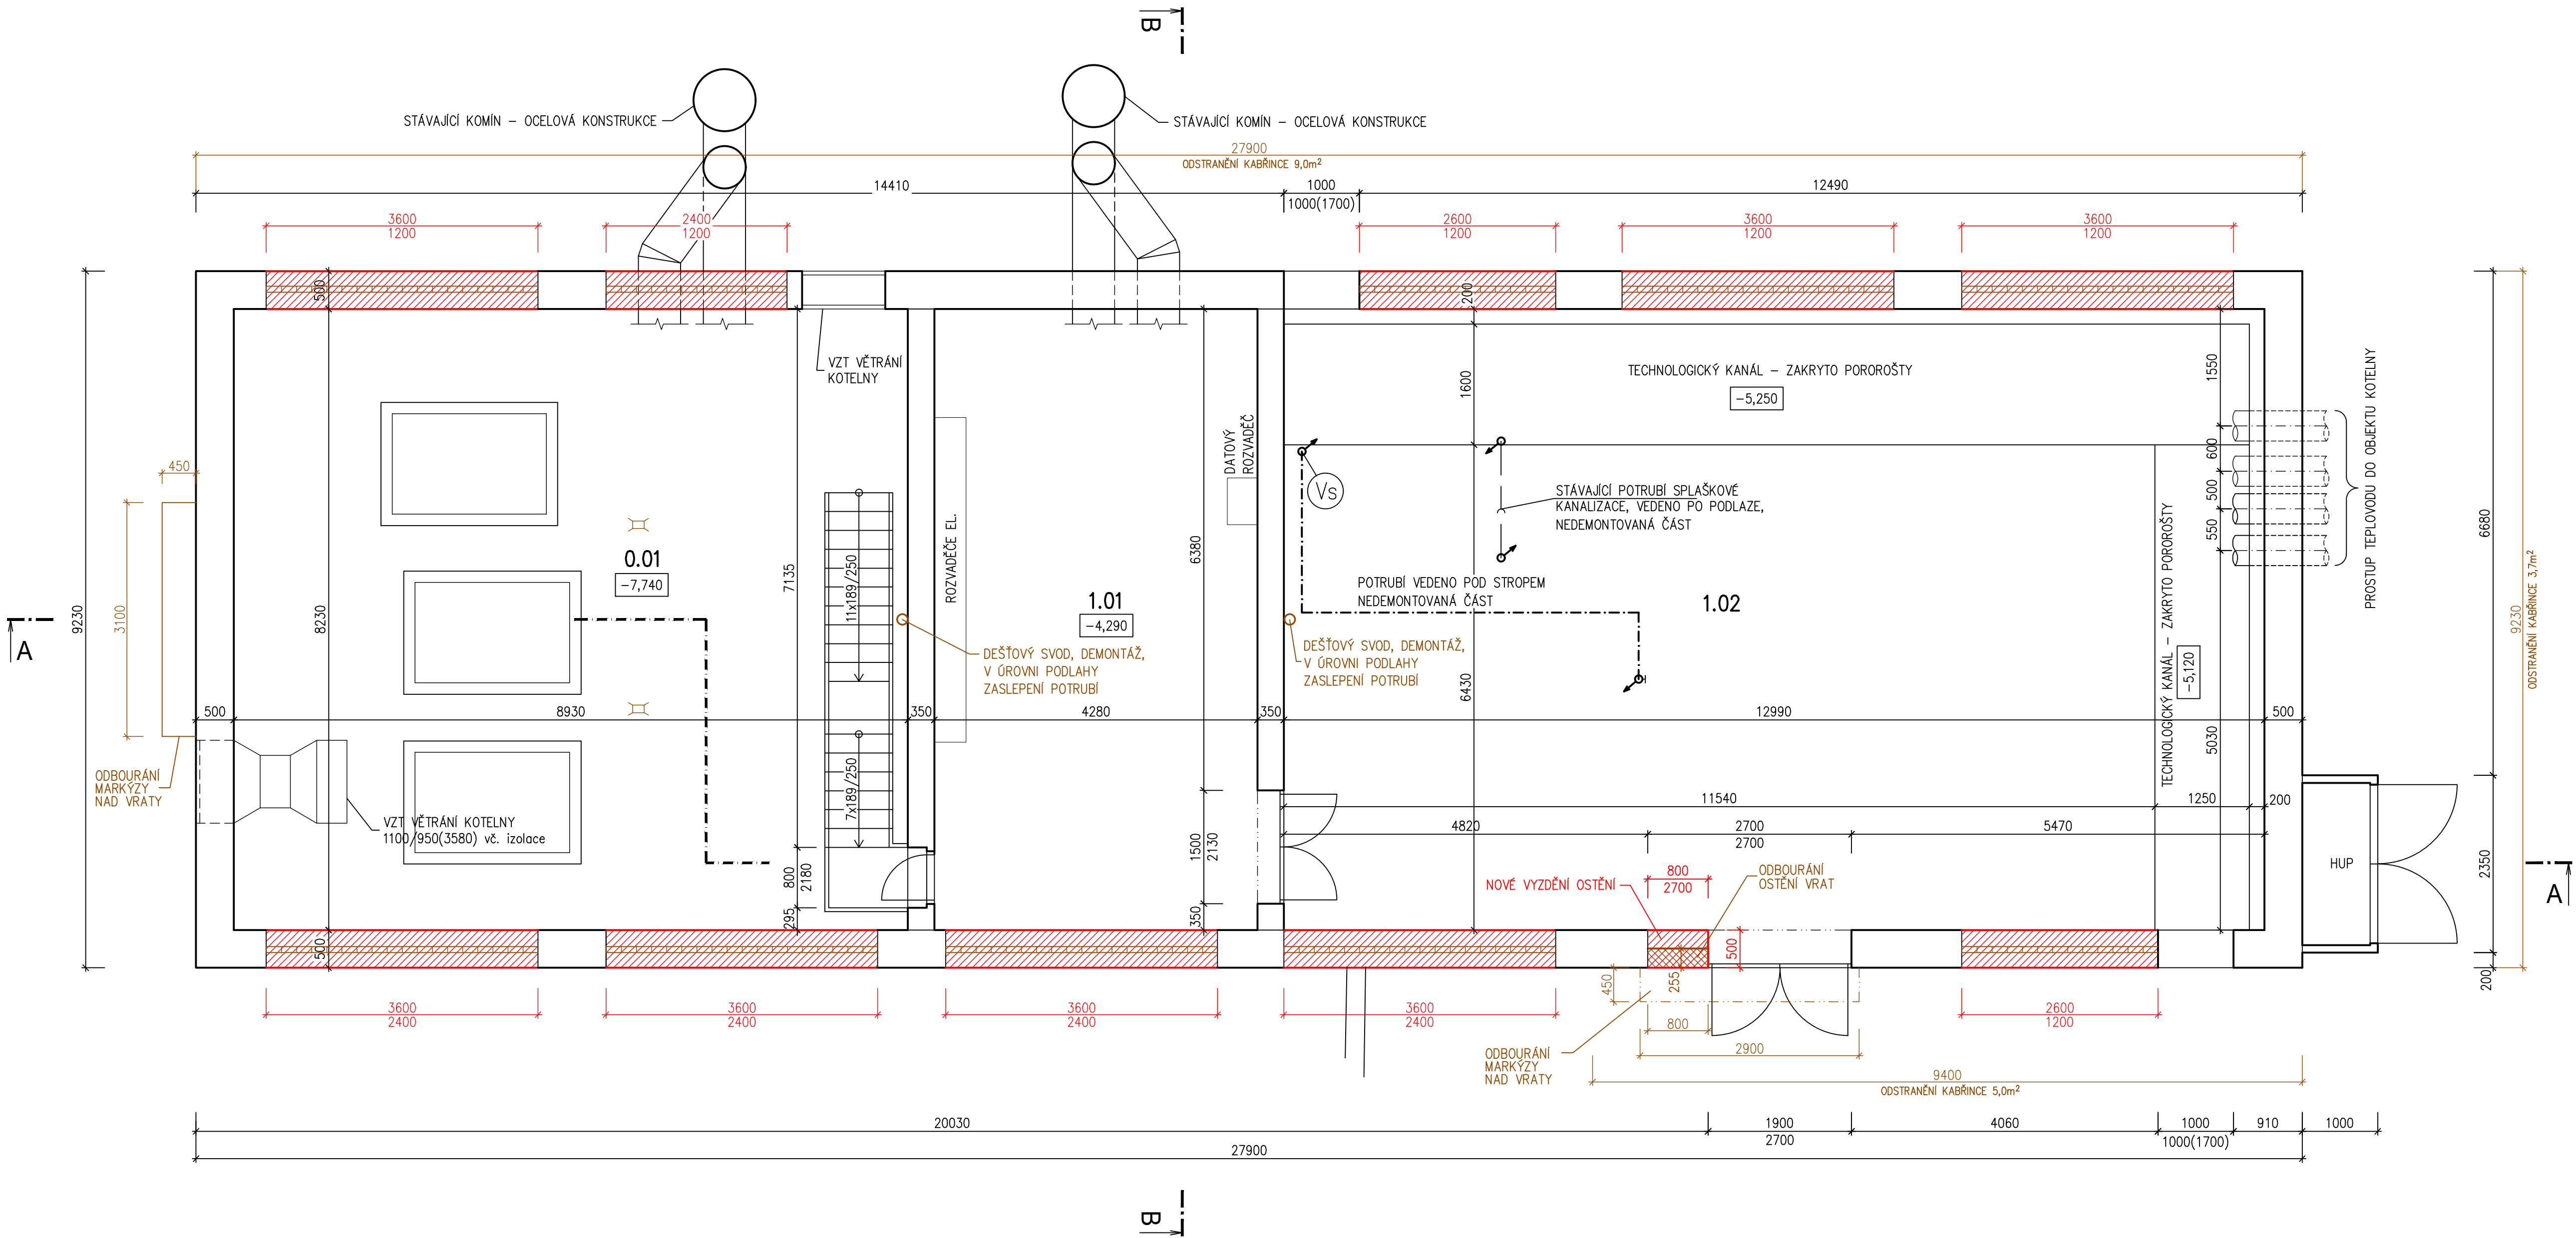 B
STÁVAJÍCÍ KOMÍN – OCELOVÁ KONSTRUKCE
STÁVAJÍCÍ KOMÍN – OCELOVÁ KONSTRUKCE
27900
ODSTRANĚNÍ KABŘINCE 9,0m²
14410
1000
1000(1700)
12490
3600
1200
2400
1200
2600
1200
3600
1200
3600
1200
500
200
VZT VĚTRÁNÍ
KOTELNY
TECHNOLOGICKÝ KANÁL – ZAKRYTO POROROŠTY
-5,250
1600
1550
600
500
550
PROSTUP TEPLOVODU DO OBJEKTU KOTELNY
DATOVÝ
ROZVADĚČ
450
Vs
STÁVAJÍCÍ POTRUBÍ SPLAŠKOVÉ
KANALIZACE, VEDENO PO PODLAZE,
NEDEMONTOVANÁ ČÁST
6680
0.01
-7,740
7135
11x189/250
ROZVADĚČE EL.
6380
1.01
-4,290
POTRUBÍ VEDENO POD STROPEM
NEDEMONTOVANÁ ČÁST
1.02
TECHNOLOGICKÝ KANÁL – ZAKRYTO POROROŠTY
-5,120
9230
3100
8230
9230
ODSTRANĚNÍ KABŘINCE 3,7m²
A
DEŠŤOVÝ SVOD, DEMONTÁŽ,
V ÚROVNI PODLAHY
ZASLEPENÍ POTRUBÍ
DEŠŤOVÝ SVOD, DEMONTÁŽ,
V ÚROVNI PODLAHY
ZASLEPENÍ POTRUBÍ
6430
500
8930
350
4280
350
12990
500
5030
ODBOURÁNÍ
MARKÝZY
NAD VRATY
7x189/250
11540
1250
200
VZT VĚTRÁNÍ KOTELNY
1100/950(3580) vč. izolace
4820
2700
2700
5470
1500
2130
800
2180
295
350
NOVÉ VYZDĚNÍ OSTĚNÍ
800
2700
ODBOURÁNÍ
OSTĚNÍ VRAT
HUP
2350
A
500
500
255
450
200
3600
2400
3600
2400
3600
2400
3600
2400
800
2600
1200
2900
ODBOURÁNÍ
MARKÝZY
NAD VRATY
9400
ODSTRANĚNÍ KABŘINCE 5,0m²
20030
1900
2700
4060
1000
1000(1700)
910
1000
27900
B